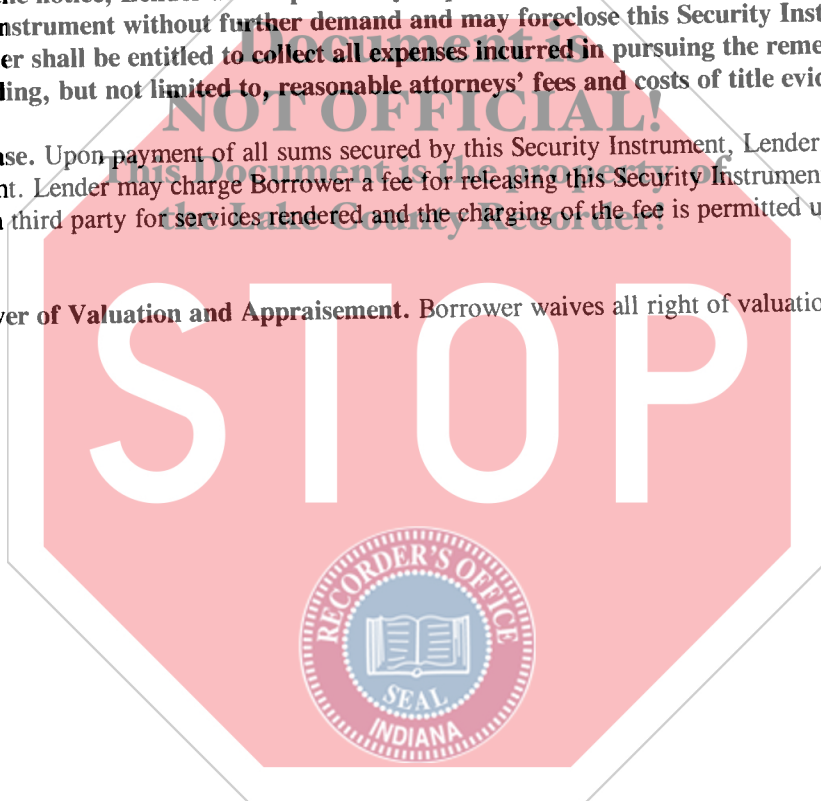 nstrument without further demand and may foreclose this Security Inst
Document is
er shall be entitled to collect all expenses incurred in pursuing the reme
ling, but not limited to, reasonable attorneys' fees and costs of title evid
NOT OFFICIAL!
ase. Upon payment of all sums secured by this Security Instrument, Lender
This Document is the property of
nt. Lender may charge Borrower a fee for releasing this Security Instrumen
third party for services rendered and the charging of the fee is permitted u
the Lake County Recorder!
ver of Valuation and Appraisement. Borrower waives all right of valuatio
STOP
RECORDER'S OFFICE
SEAL
INDIANA